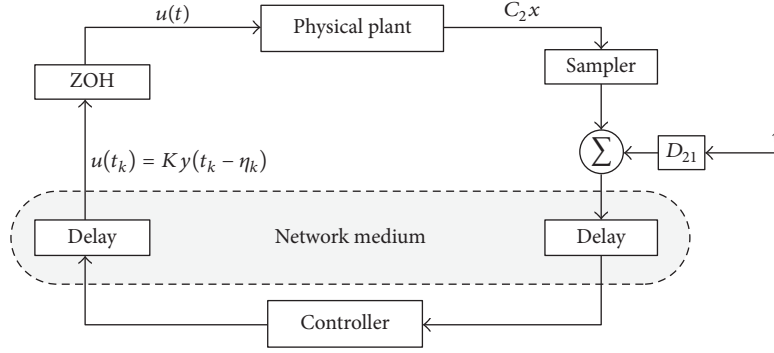 u(t)
Physical plant
C₂x
ZOH
Sampler
u(tₖ) = Ky(tₖ − ηₖ)
∑
D₂₁
Delay
Network medium
Delay
Controller